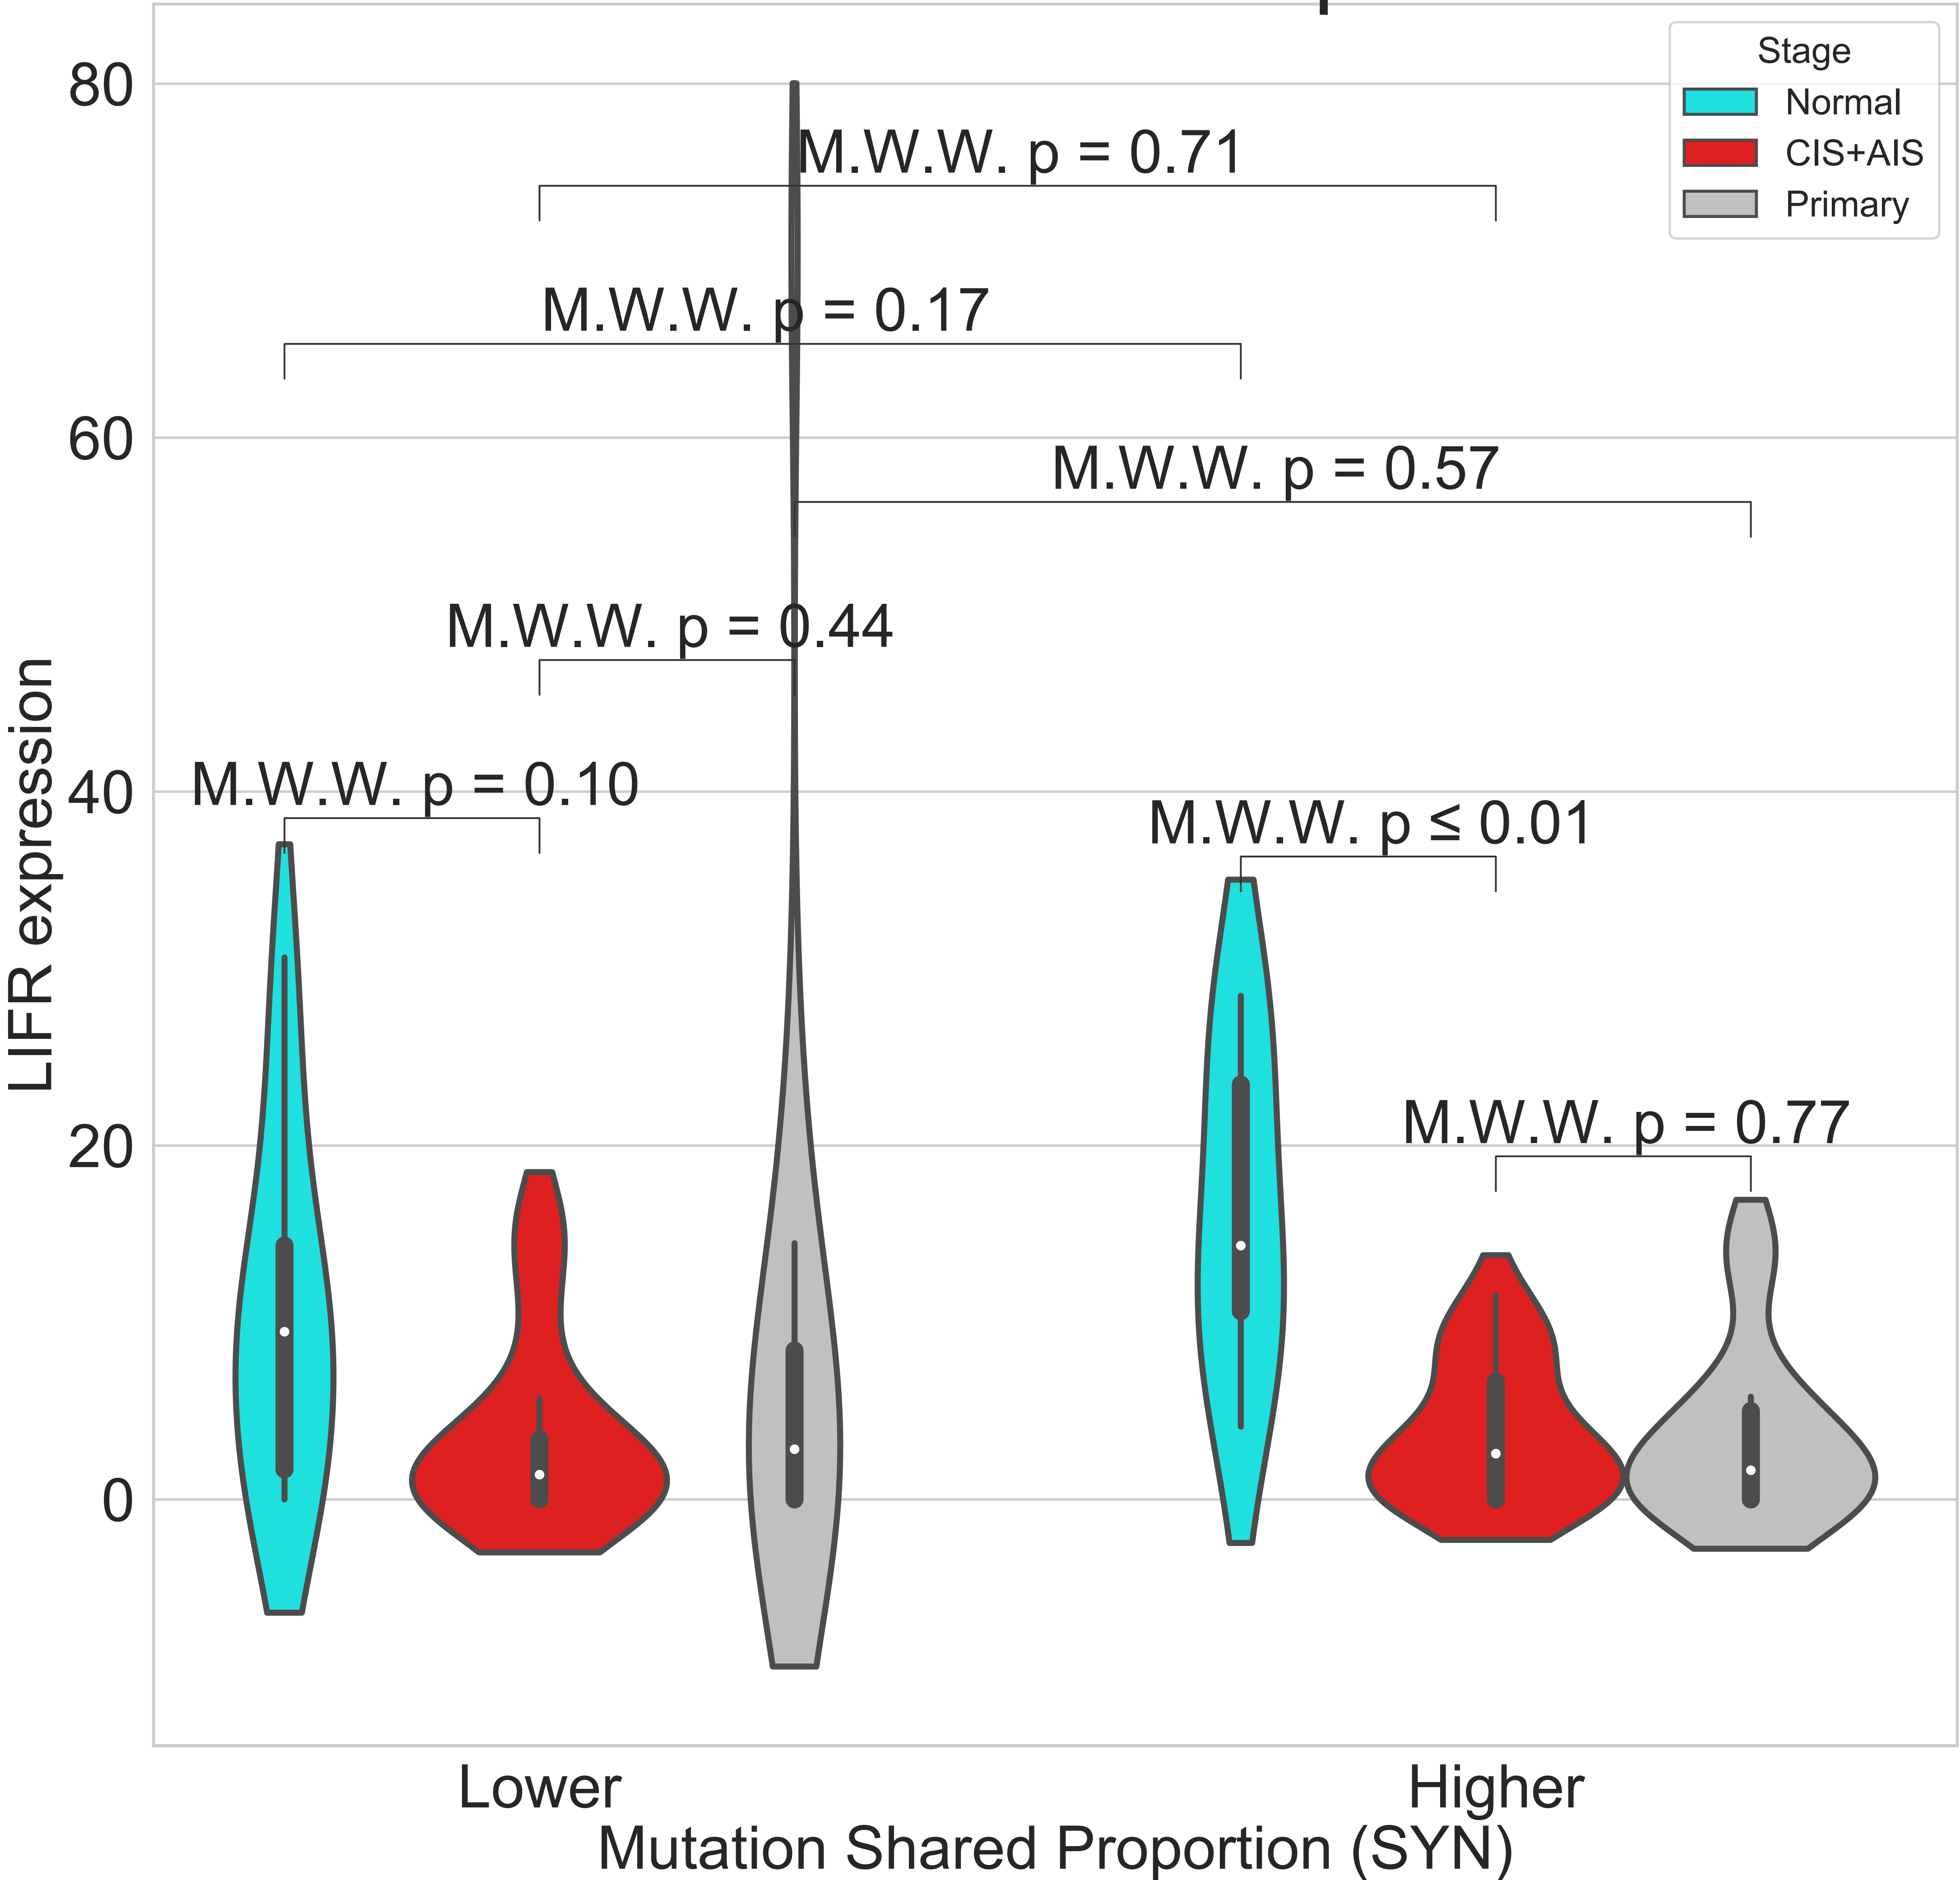 Stage
Normal
CIS+AIS
Primary
80
60
40
20
0
LIFR expression
M.W.W. p = 0.71
M.W.W. p = 0.17
M.W.W. p = 0.57
M.W.W. p = 0.44
M.W.W. p = 0.10
M.W.W. p ≤ 0.01
M.W.W. p = 0.77
Lower
Higher
Mutation Shared Proportion (SYN)